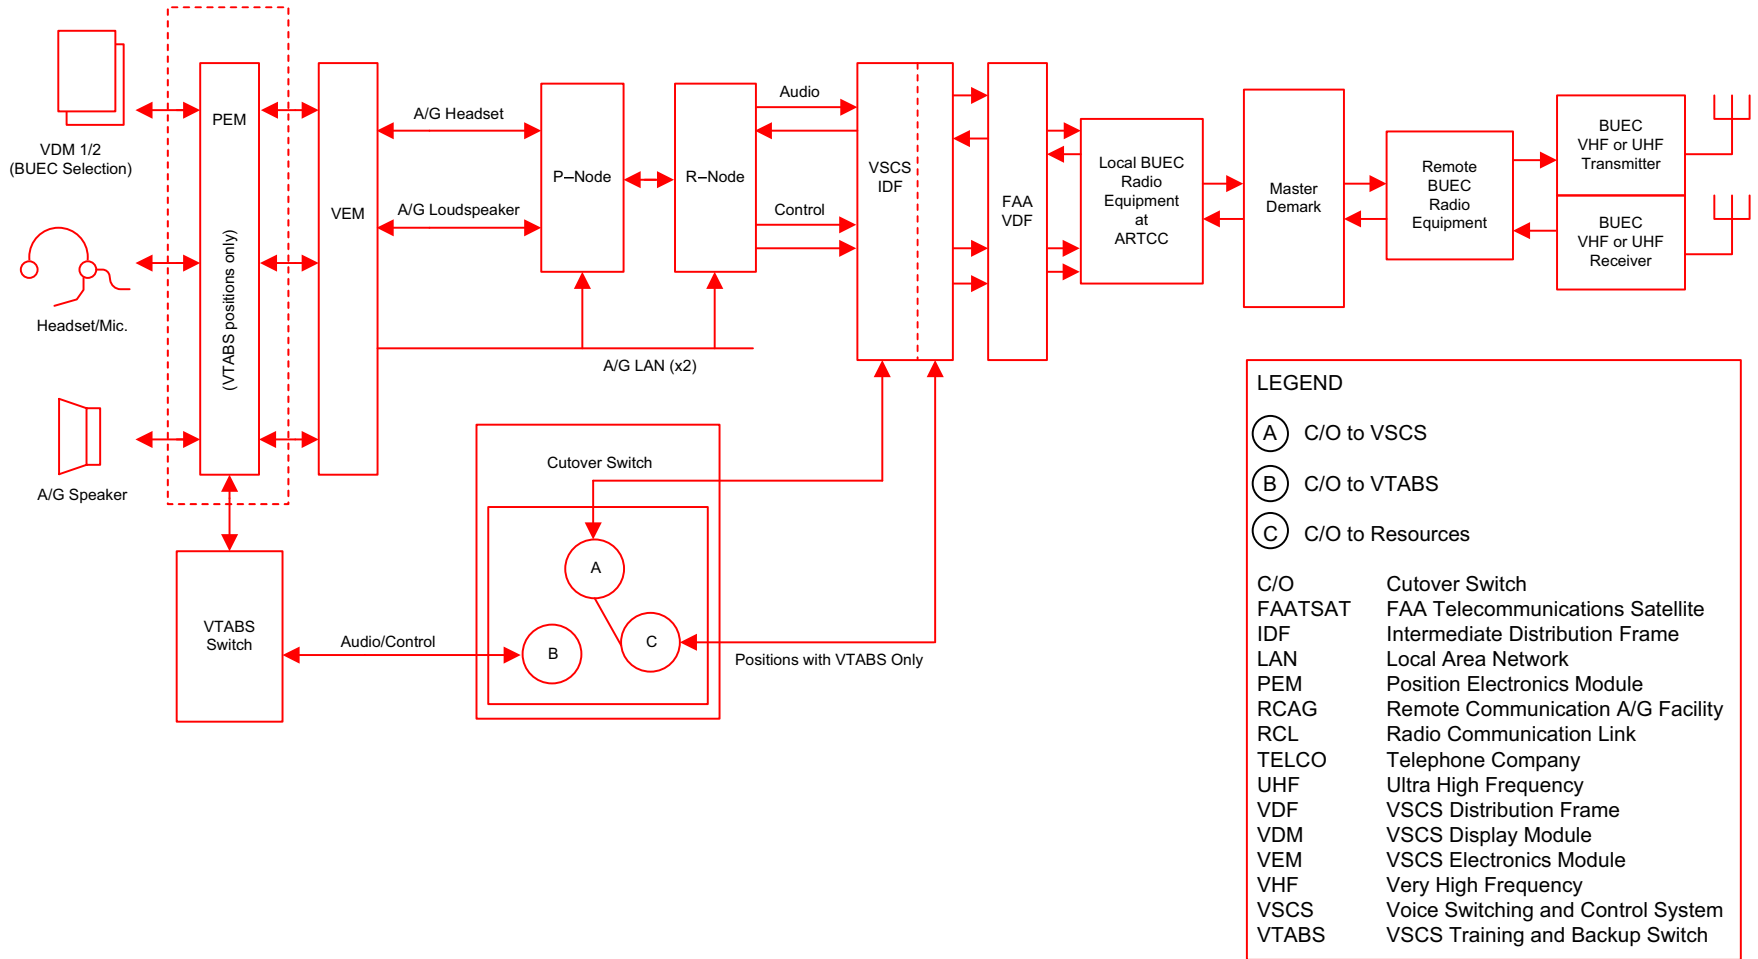 VDM 1/2
(BUEC Selection)
Headset/Mic.
A/G Speaker
PEM
(VTABS positions only)
VEM
A/G Headset
A/G Loudspeaker
P–Node
R–Node
A/G LAN (x2)
Audio
Control
VSCS
IDF
FAA
VDF
Local BUEC
Radio
Equipment
at
ARTCC
Master
Demark
Remote
BUEC
Radio
Equipment
BUEC
VHF or UHF
Transmitter
BUEC
VHF or UHF
Receiver
VTABS
Switch
Audio/Control
Cutover Switch
A
B
C
Positions with VTABS Only
LEGEND
A C/O to VSCS
B C/O to VTABS
C C/O to Resources
C/O Cutover Switch
FAATSAT FAA Telecommunications Satellite
IDF Intermediate Distribution Frame
LAN Local Area Network
PEM Position Electronics Module
RCAG Remote Communication A/G Facility
RCL Radio Communication Link
TELCO Telephone Company
UHF Ultra High Frequency
VDF VSCS Distribution Frame
VDM VSCS Display Module
VEM VSCS Electronics Module
VHF Very High Frequency
VSCS Voice Switching and Control System
VTABS VSCS Training and Backup Switch